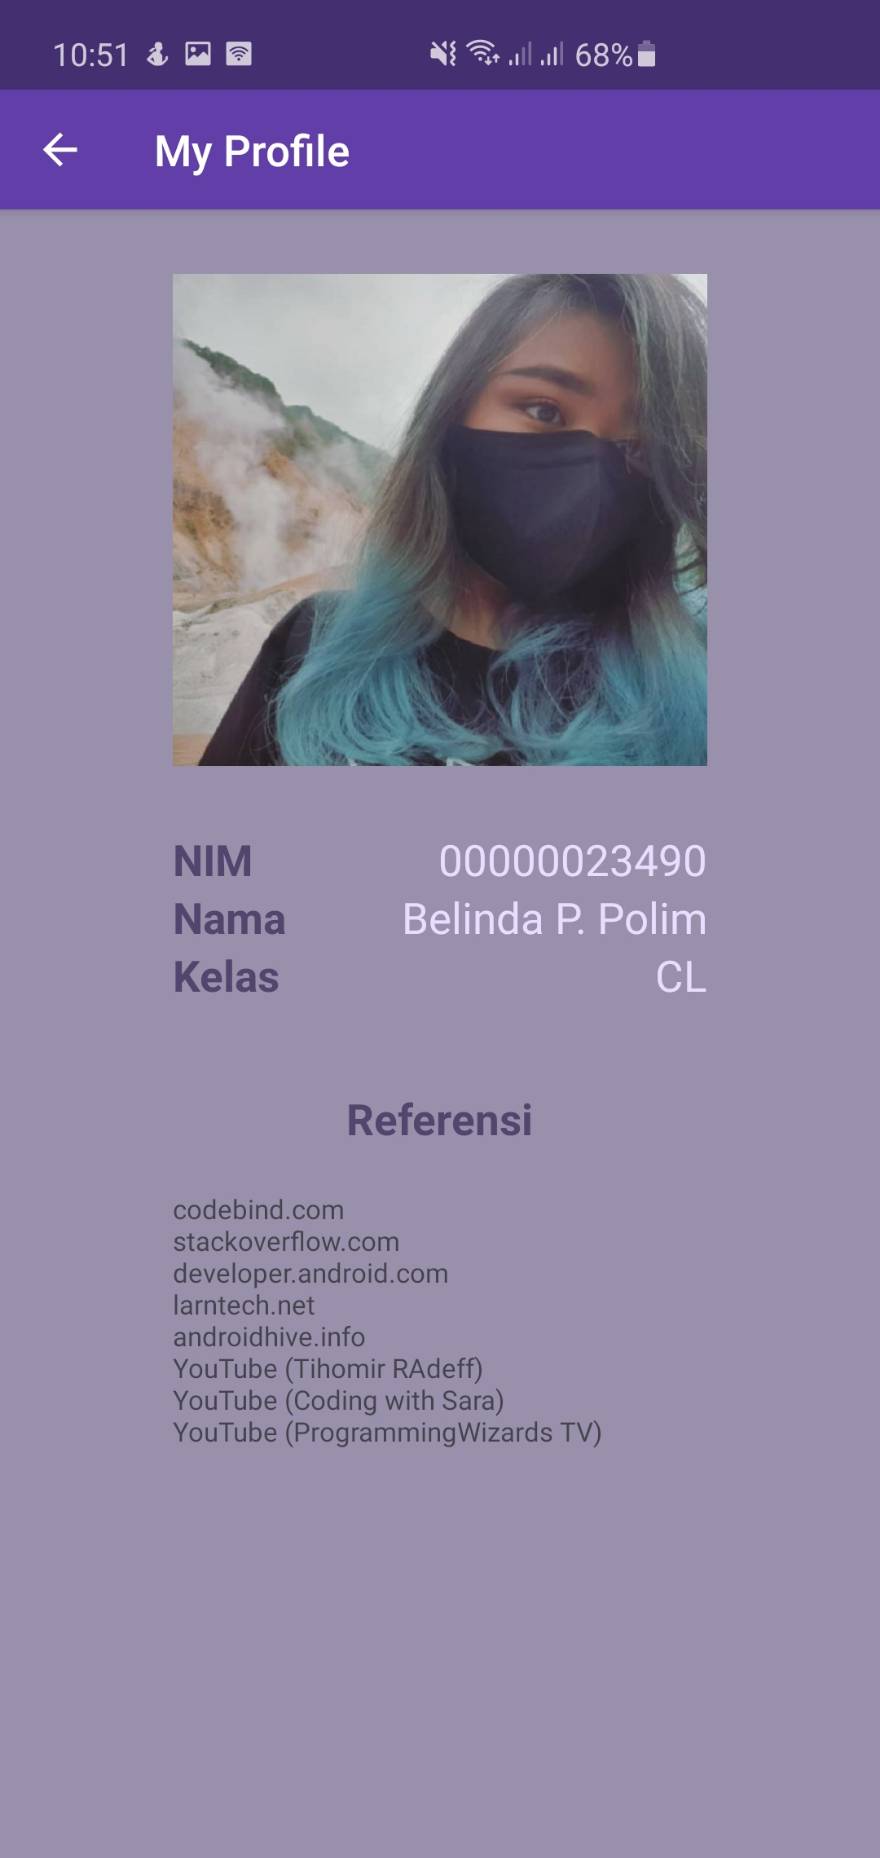 10:51 68%
My Profile
NIM 00000023490
Nama Belinda P. Polim
Kelas CL
Referensi
codebind.com
stackoverflow.com
developer.android.com
larntech.net
androidhive.info
YouTube (Tihomir RAdeff)
YouTube (Coding with Sara)
YouTube (ProgrammingWizards TV)